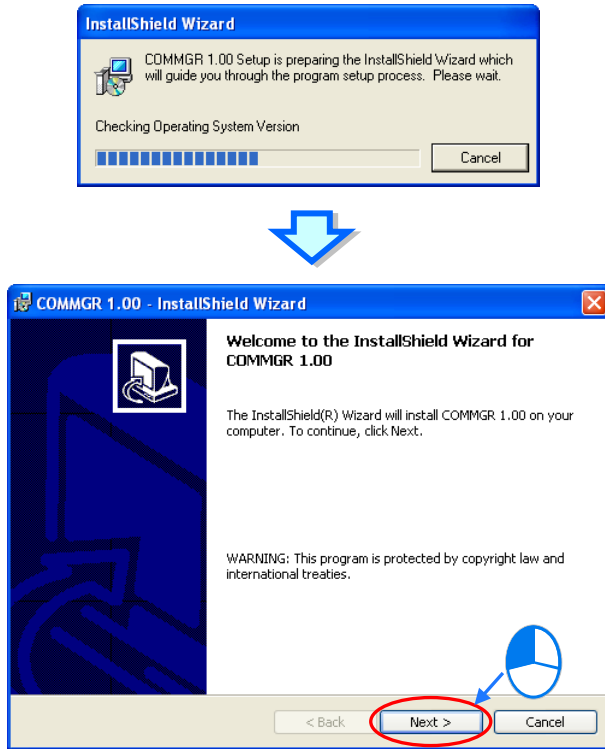 InstallShield Wizard
COMMGR 1.00 Setup is preparing the InstallShield Wizard which
will guide you through the program setup process. Please wait.
Checking Operating System Version
Cancel
COMMGR 1.00 - InstallShield Wizard
Welcome to the InstallShield Wizard for
COMMGR 1.00
The InstallShield(R) Wizard will install COMMGR 1.00 on your
computer. To continue, click Next.
WARNING: This program is protected by copyright law and
international treaties.
< Back
Next >
Cancel